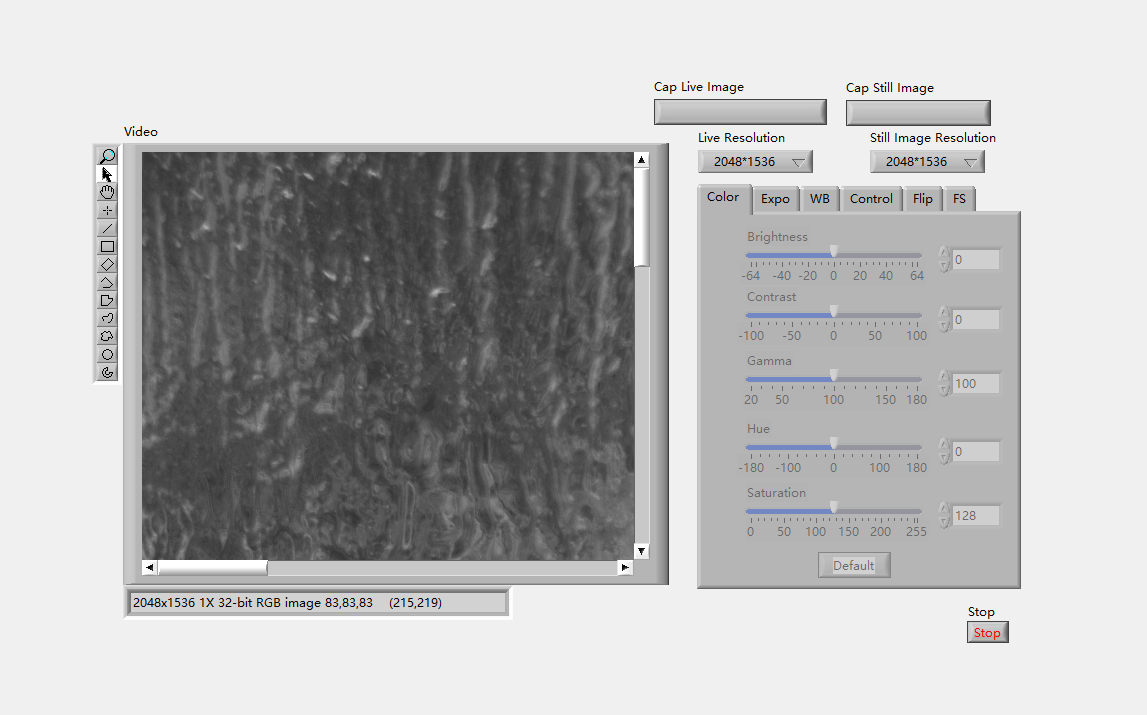 Cap Live Image
Cap Still Image
Video
Live Resolution
Still Image Resolution
2048*1536
2048*1536
Color
Expo
WB
Control
Flip
FS
Brightness
0
-64 -40 -20 0 20 40 64
Contrast
0
-100 -50 0 50 100
Gamma
100
20 50 100 150 180
Hue
0
-180 -100 0 100 180
Saturation
128
0 50 100 150 200 255
Default
2048x1536 1X 32-bit RGB image 83,83,83 (215,219)
Stop
Stop